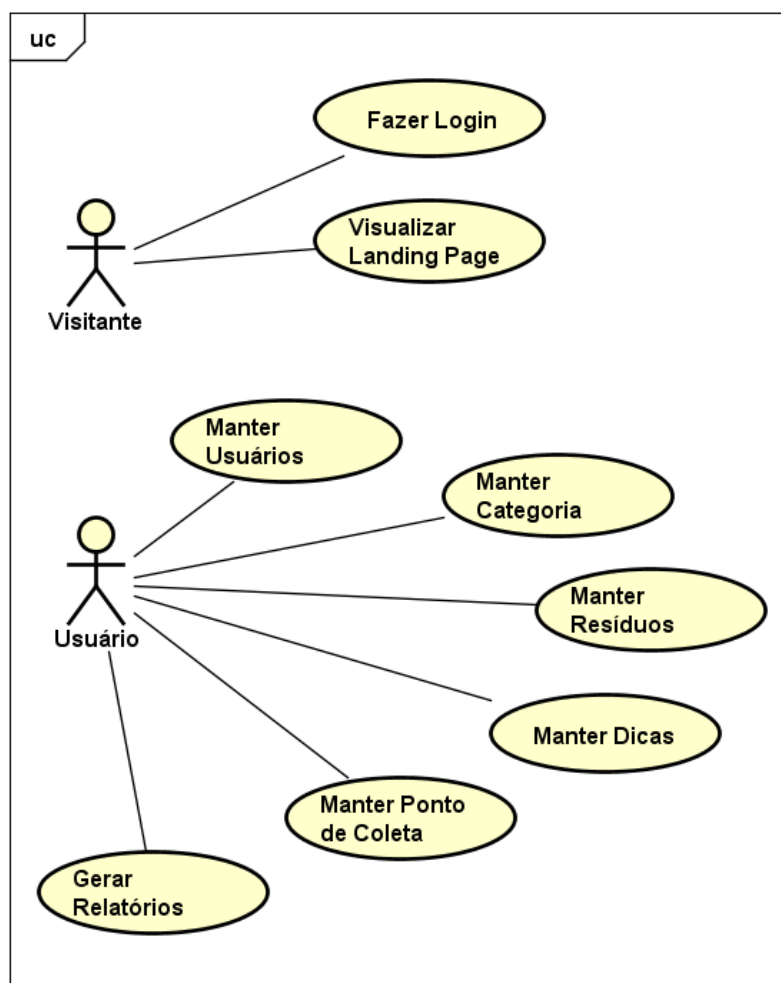 uc
Fazer Login
Visualizar
Landing Page
Visitante
Manter
Usuários
Manter
Categoria
Manter
Resíduos
Usuário
Manter Dicas
Manter Ponto
de Coleta
Gerar
Relatórios